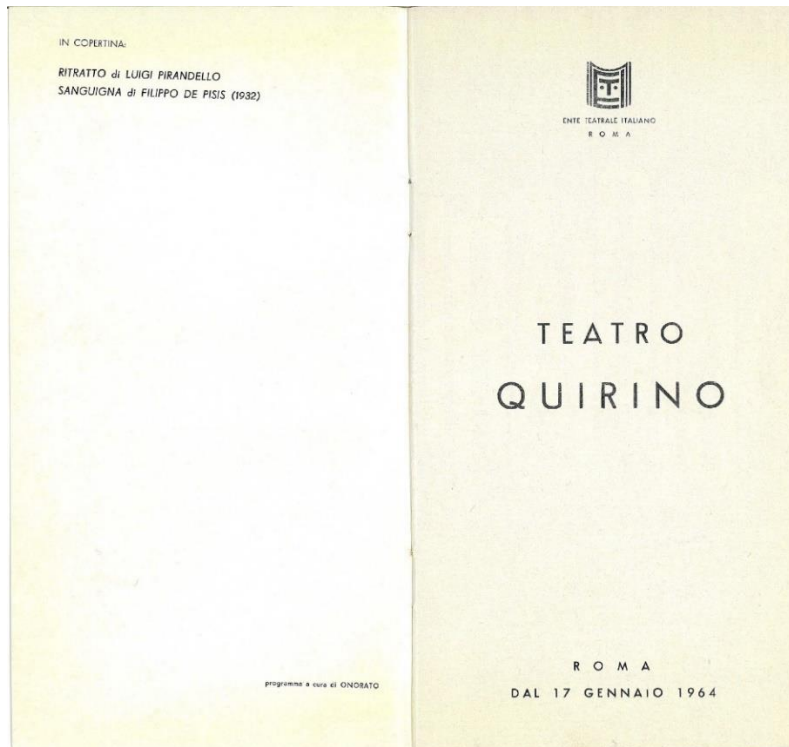 IN COPERTINA:
RITRATTO di LUIGI PIRANDELLO
SANGUIGNA di FILIPPO DE PISIS (1932)
programma a cura di ONORATO
ENTE TEATRALE ITALIANO
ROMA
TEATRO
QUIRINO
ROMA
DAL 17 GENNAIO 1964